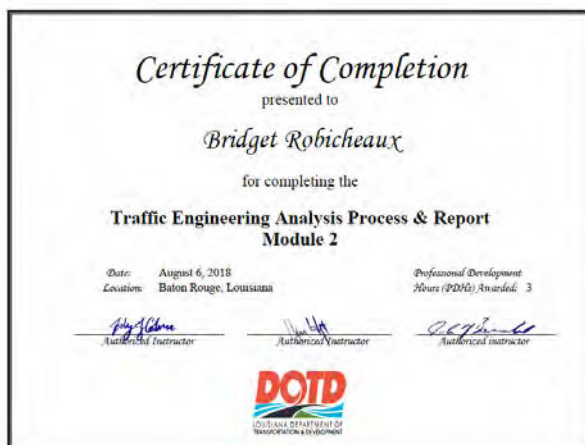 Certificate of Completion
presented to
Bridget Robicheaux
for completing the
Traffic Engineering Analysis Process & Report
Module 2
Date: August 6, 2018
Location: Baton Rouge, Louisiana
Professional Development
Hours (PDHs) Awarded: 3
Authorized Instructor
Authorized Instructor
Authorized instructor
DOTD
LOUISIANA DEPARTMENT OF
TRANSPORTATION & DEVELOPMENT